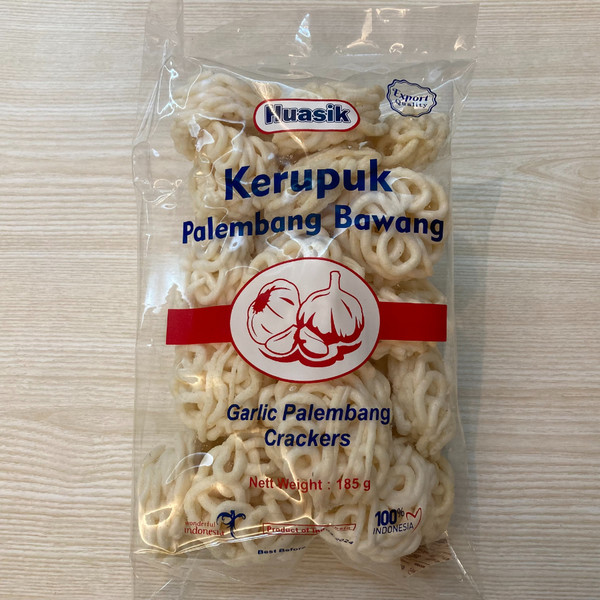 Export
Quality
Nuasik
Kerupuk
Palembang Bawang
Garlic Palembang
Crackers
Nett Weight : 185 g
wonderful
indonesia
Product of
100%
INDONESIA
Best Before